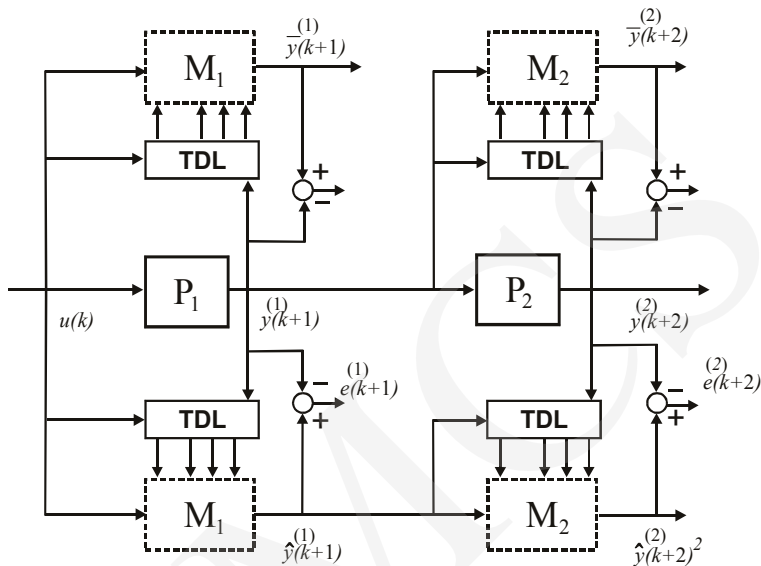 (1)
y̅(k+1)
(2)
y̅(k+2)
M₁
M₂
TDL
TDL
+
−
+
−
P₁
P₂
u(k)
(1)
y(k+1)
(2)
y(k+2)
−
+
(1)
e(k+1)
−
+
(2)
e(k+2)
TDL
TDL
M₁
M₂
(1)
ŷ(k+1)
(2)
ŷ(k+2)²